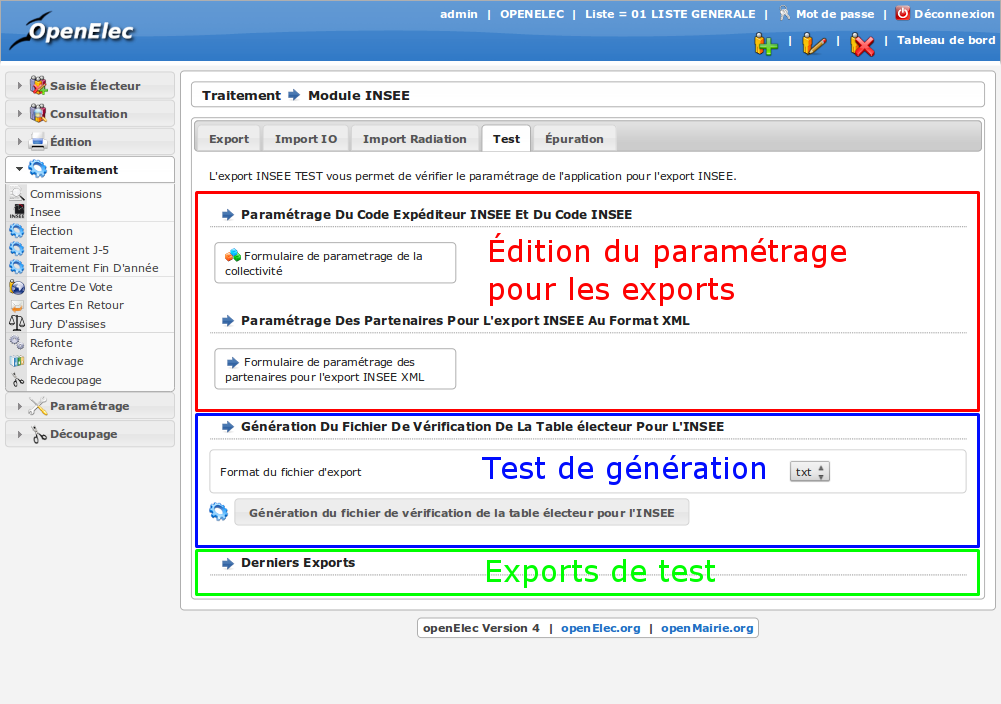 OpenElec
admin | OPENELEC | Liste = 01 LISTE GENERALE | Mot de passe | Déconnexion
| | | Tableau de bord
Saisie Électeur
Consultation
Édition
Traitement
Commissions
Insee
Élection
Traitement J-5
Traitement Fin D'année
Centre De Vote
Cartes En Retour
Jury D'assises
Refonte
Archivage
Redecoupage
Paramétrage
Découpage
Traitement Module INSEE
Export Import IO Import Radiation Test Épuration
L'export INSEE TEST vous permet de vérifier le paramétrage de l'application pour l'export INSEE.
Paramétrage Du Code Expéditeur INSEE Et Du Code INSEE
Formulaire de parametrage de la
collectivité
Édition du paramétrage
pour les exports
Paramétrage Des Partenaires Pour L'export INSEE Au Format XML
Formulaire de paramétrage des
partenaires pour l'export INSEE XML
Génération Du Fichier De Vérification De La Table électeur Pour L'INSEE
Format du fichier d'export
Test de génération
txt
Génération du fichier de vérification de la table électeur pour l'INSEE
Derniers Exports
Exports de test
openElec Version 4 | openElec.org | openMairie.org